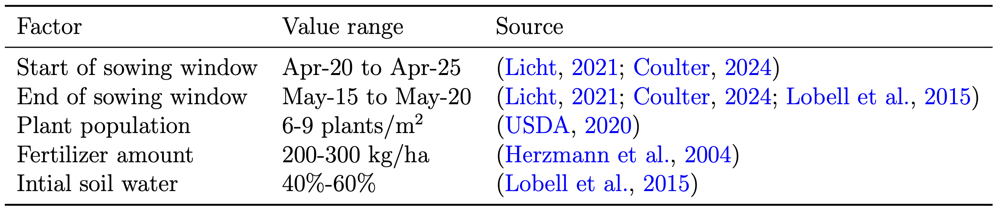 Factor Value range Source
Start of sowing window Apr-20 to Apr-25 (Licht, 2021; Coulter, 2024)
End of sowing window May-15 to May-20 (Licht, 2021; Coulter, 2024; Lobell et al., 2015)
Plant population 6-9 plants/m² (USDA, 2020)
Fertilizer amount 200-300 kg/ha (Herzmann et al., 2004)
Intial soil water 40%-60% (Lobell et al., 2015)